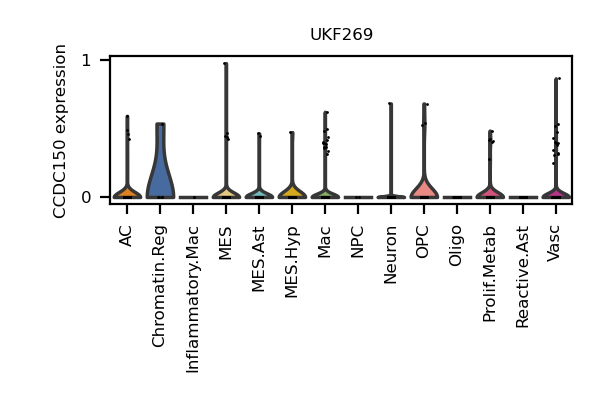 UKF269
CCDC150 expression
1
0
AC
Chromatin.Reg
Inflammatory.Mac
MES
MES.Ast
MES.Hyp
Mac
NPC
Neuron
OPC
Oligo
Prolif.Metab
Reactive.Ast
Vasc